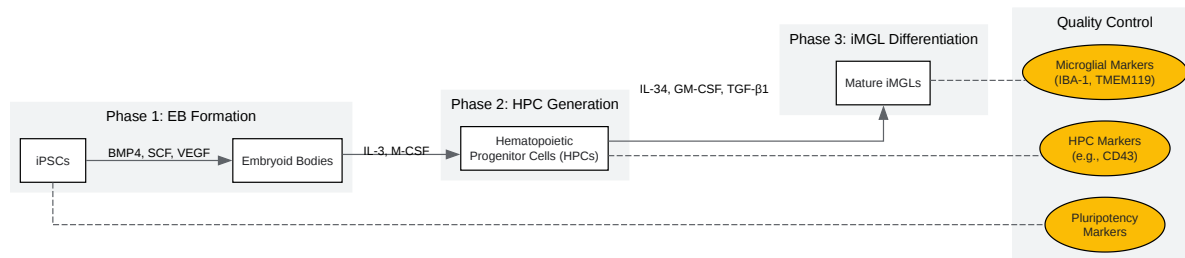 Quality Control
Phase 3: iMGL Differentiation
Microglial Markers
(IBA-1, TMEM119)
Mature iMGLs
IL-34, GM-CSF, TGF-β1
Phase 2: HPC Generation
Phase 1: EB Formation
Hematopoietic
Progenitor Cells (HPCs)
HPC Markers
(e.g., CD43)
iPSCs
BMP4, SCF, VEGF
Embryoid Bodies
IL-3, M-CSF
Pluripotency
Markers